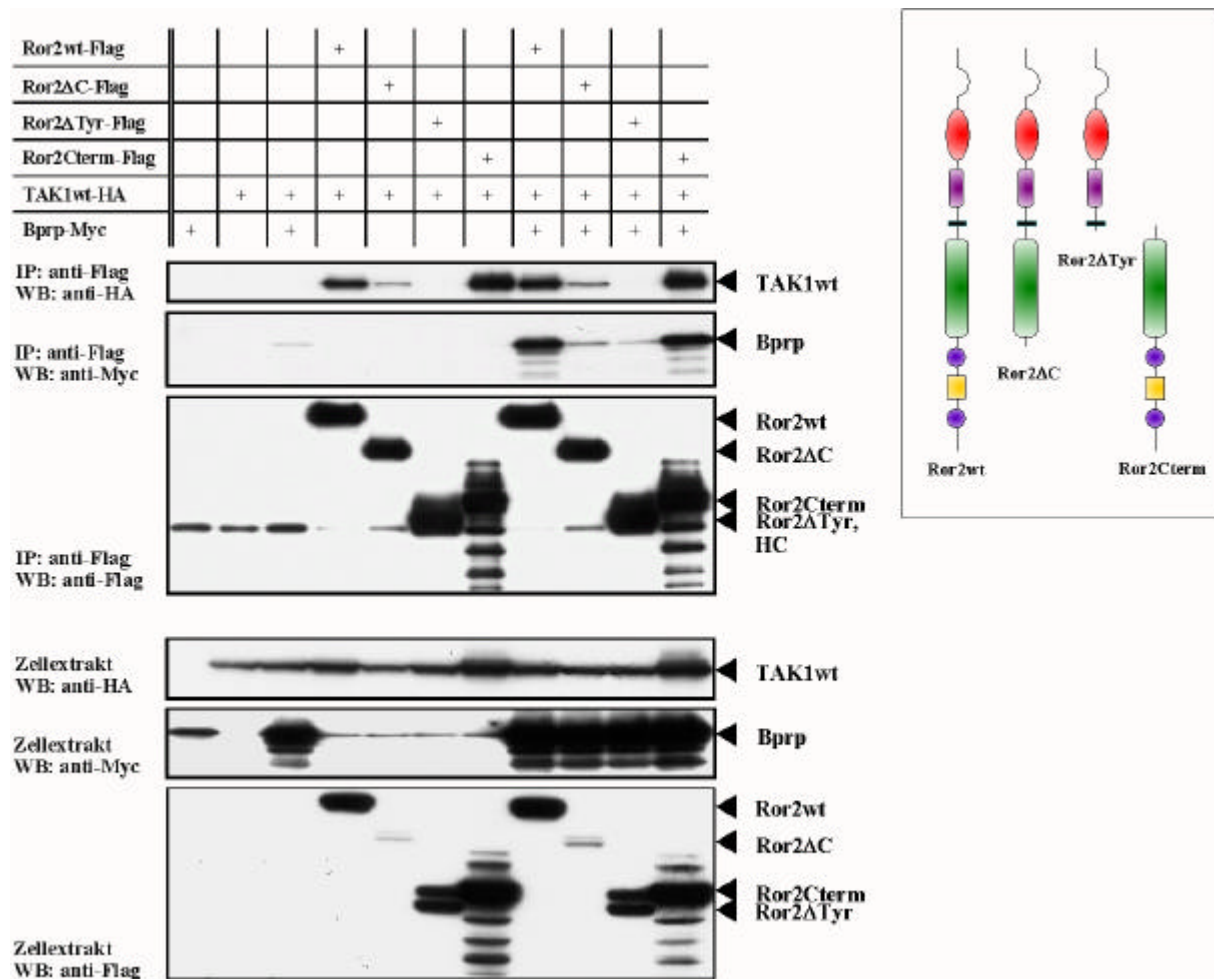 Ror2wt-Flag + +
Ror2ΔC-Flag + +
Ror2ΔTyr-Flag + +
Ror2Cterm-Flag + +
TAK1wt-HA + + + + + + + + + +
Bprp-Myc + + + + + +
IP: anti-Flag
WB: anti-HA
TAK1wt
IP: anti-Flag
WB: anti-Myc
Bprp
Ror2wt
Ror2ΔC
Ror2Cterm
Ror2ΔTyr,
HC
IP: anti-Flag
WB: anti-Flag
Zellextrakt
WB: anti-HA
TAK1wt
Zellextrakt
WB: anti-Myc
Bprp
Ror2wt
Ror2ΔC
Ror2Cterm
Ror2ΔTyr
Zellextrakt
WB: anti-Flag
Ror2ΔTyr
Ror2ΔC
Ror2wt
Ror2Cterm